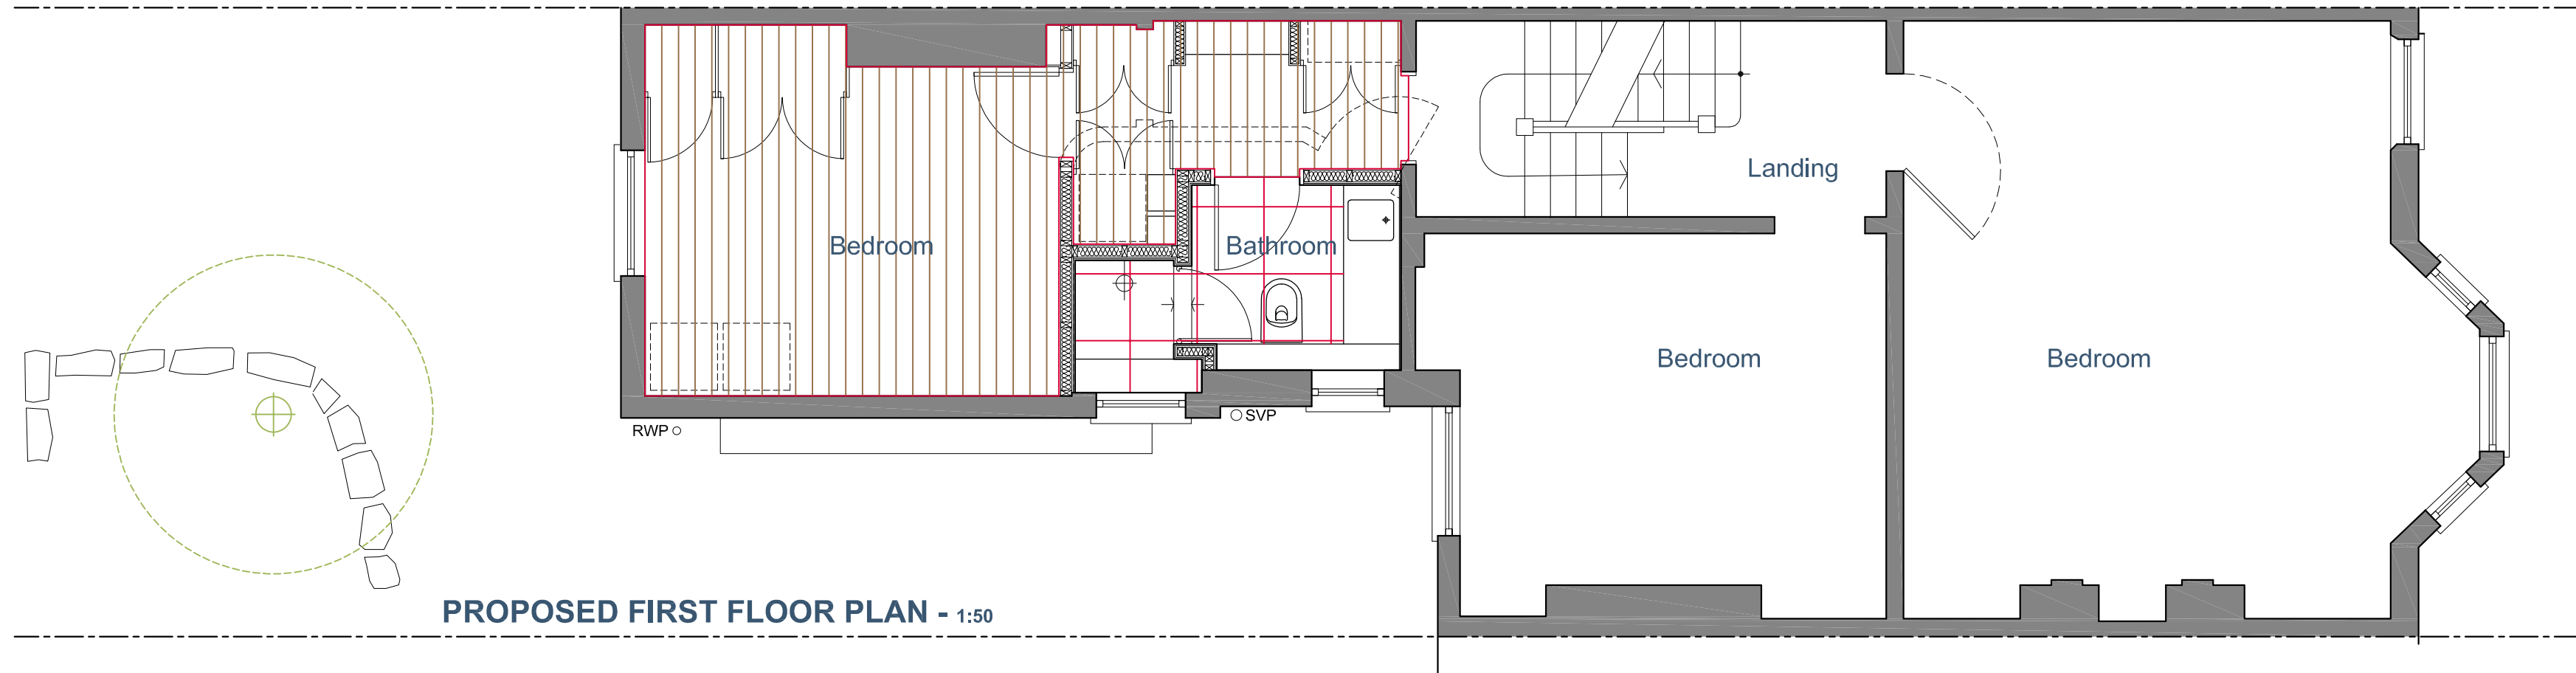 Landing
Bedroom
Bathroom
Bedroom
Bedroom
SVP
RWP
PROPOSED FIRST FLOOR PLAN - 1:50